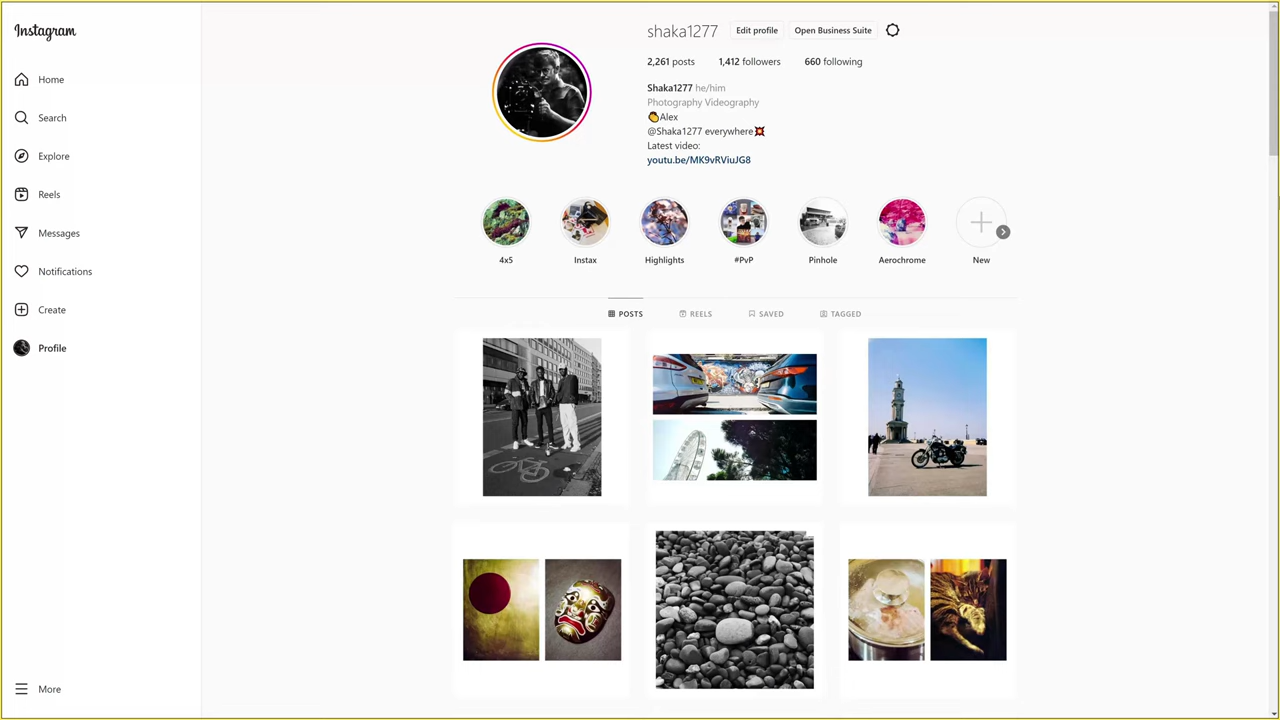 Instagram
Home
Search
Explore
Reels
Messages
Notifications
Create
Profile
More
shaka1277 Edit profile Open Business Suite
2,261 posts 1,412 followers 660 following
Shaka1277 he/him
Photography Videography
👏Alex
@Shaka1277 everywhere💥
Latest video:
youtu.be/MK9vRViuJG8
4x5 Instax Highlights #PvP Pinhole Aerochrome New
POSTS REELS SAVED TAGGED